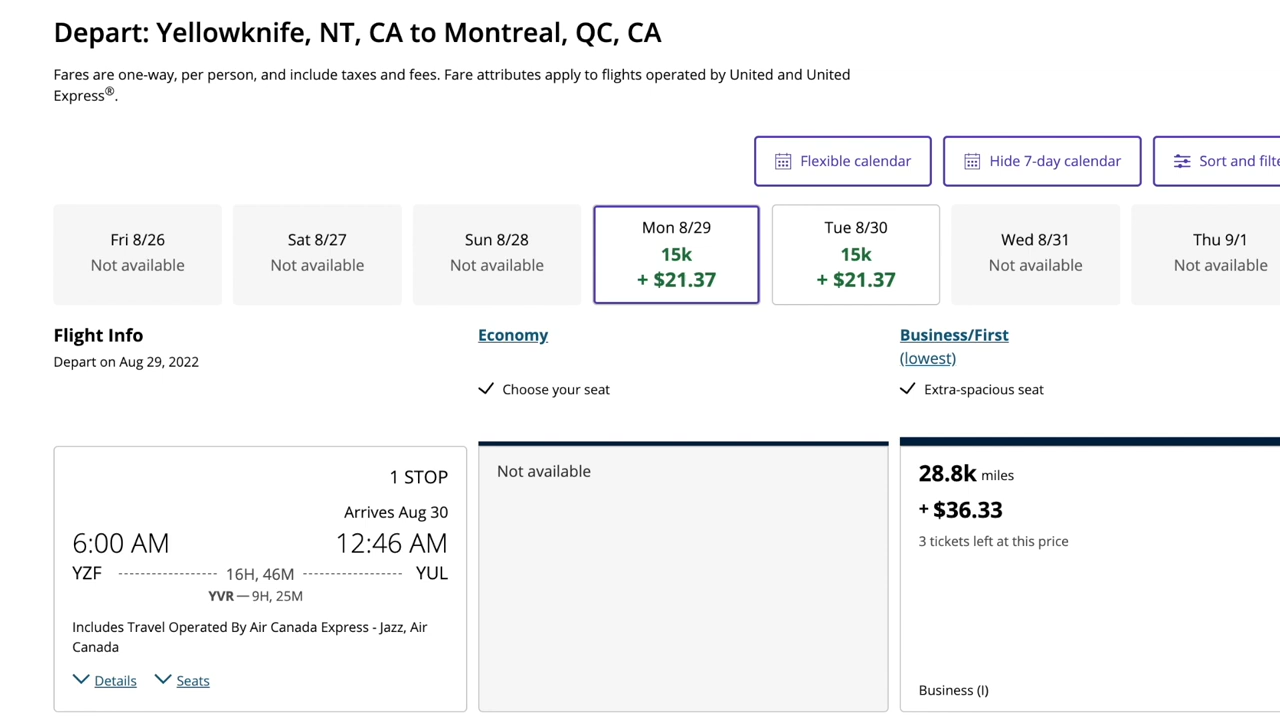 Depart: Yellowknife, NT, CA to Montreal, QC, CA
Fares are one-way, per person, and include taxes and fees. Fare attributes apply to flights operated by United and United
Express®.
Flexible calendar
Hide 7-day calendar
Sort and filte
Fri 8/26
Not available
Sat 8/27
Not available
Sun 8/28
Not available
Mon 8/29
15k
+ $21.37
Tue 8/30
15k
+ $21.37
Wed 8/31
Not available
Thu 9/1
Not available
Flight Info
Depart on Aug 29, 2022
Economy
Choose your seat
Business/First
(lowest)
Extra-spacious seat
1 STOP
Arrives Aug 30
6:00 AM 12:46 AM
YZF 16H, 46M YUL
YVR — 9H, 25M
Includes Travel Operated By Air Canada Express - Jazz, Air
Canada
Details Seats
Not available
28.8k miles
+ $36.33
3 tickets left at this price
Business (I)